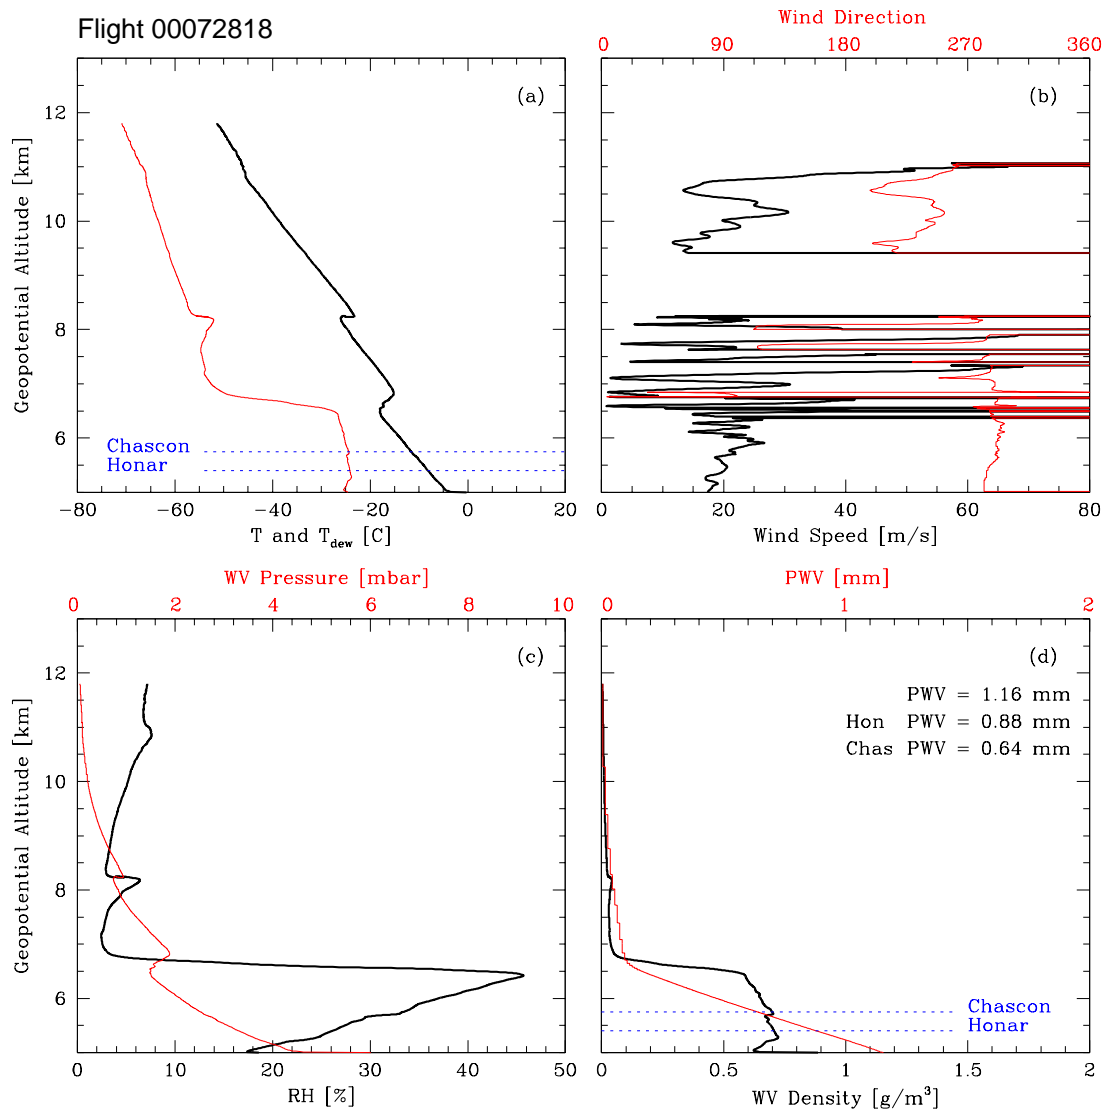 Flight 00072818
Wind Direction
0 90 180 270 360
(a)
(b)
12
10
8
6
Geopotential Altitude [km]
Chascon
Honar
−80 −60 −40 −20 0 20
T and Tdew [C]
0 20 40 60 80
Wind Speed [m/s]
WV Pressure [mbar]
0 2 4 6 8 10
PWV [mm]
0 1 2
(c)
(d)
12
10
8
6
Geopotential Altitude [km]
PWV = 1.16 mm
Hon PWV = 0.88 mm
Chas PWV = 0.64 mm
Chascon
Honar
0 10 20 30 40 50
RH [%]
0 0.5 1 1.5 2
WV Density [g/m³]